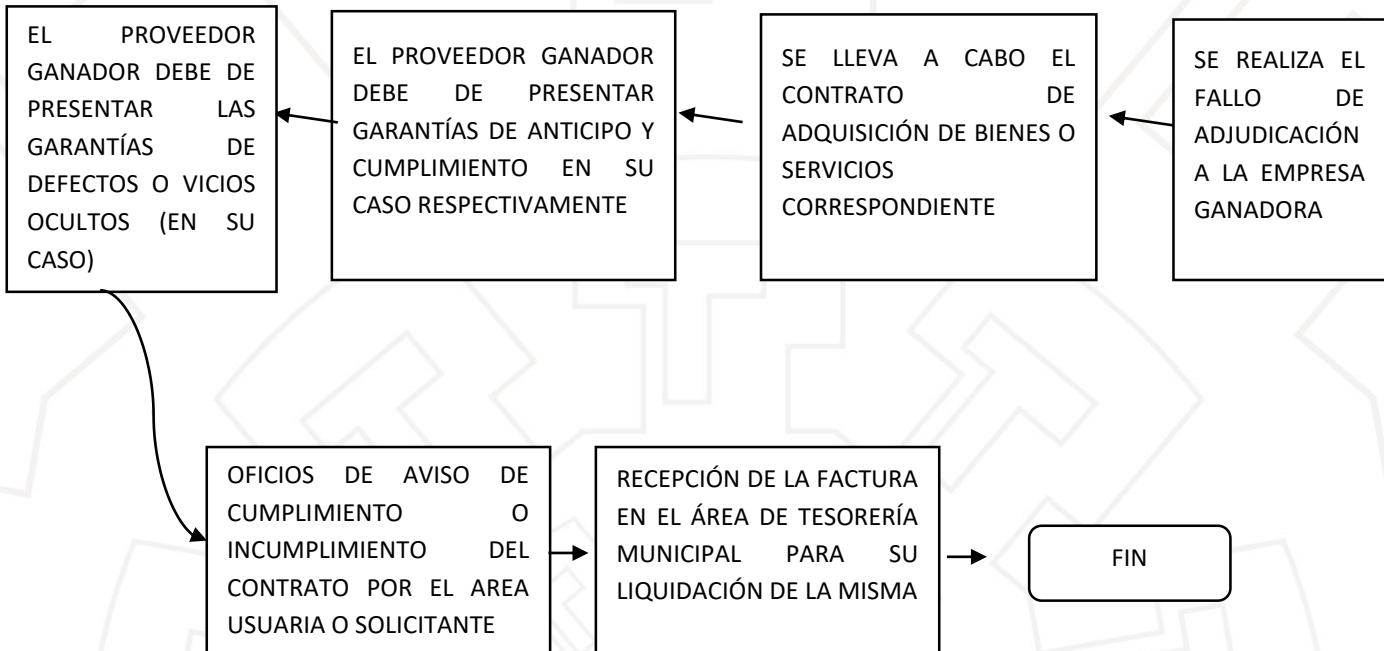 EL PROVEEDOR
GANADOR DEBE DE
PRESENTAR LAS
GARANTÍAS DE
DEFECTOS O VICIOS
OCULTOS (EN SU
CASO)
EL PROVEEDOR GANADOR
DEBE DE PRESENTAR
GARANTÍAS DE ANTICIPO Y
CUMPLIMIENTO EN SU
CASO RESPECTIVAMENTE
SE LLEVA A CABO EL
CONTRATO DE
ADQUISICIÓN DE BIENES O
SERVICIOS
CORRESPONDIENTE
SE REALIZA EL
FALLO DE
ADJUDICACIÓN
A LA EMPRESA
GANADORA
OFICIOS DE AVISO DE
CUMPLIMIENTO O
INCUMPLIMIENTO DEL
CONTRATO POR EL AREA
USUARIA O SOLICITANTE
RECEPCIÓN DE LA FACTURA
EN EL ÁREA DE TESORERÍA
MUNICIPAL PARA SU
LIQUIDACIÓN DE LA MISMA
FIN